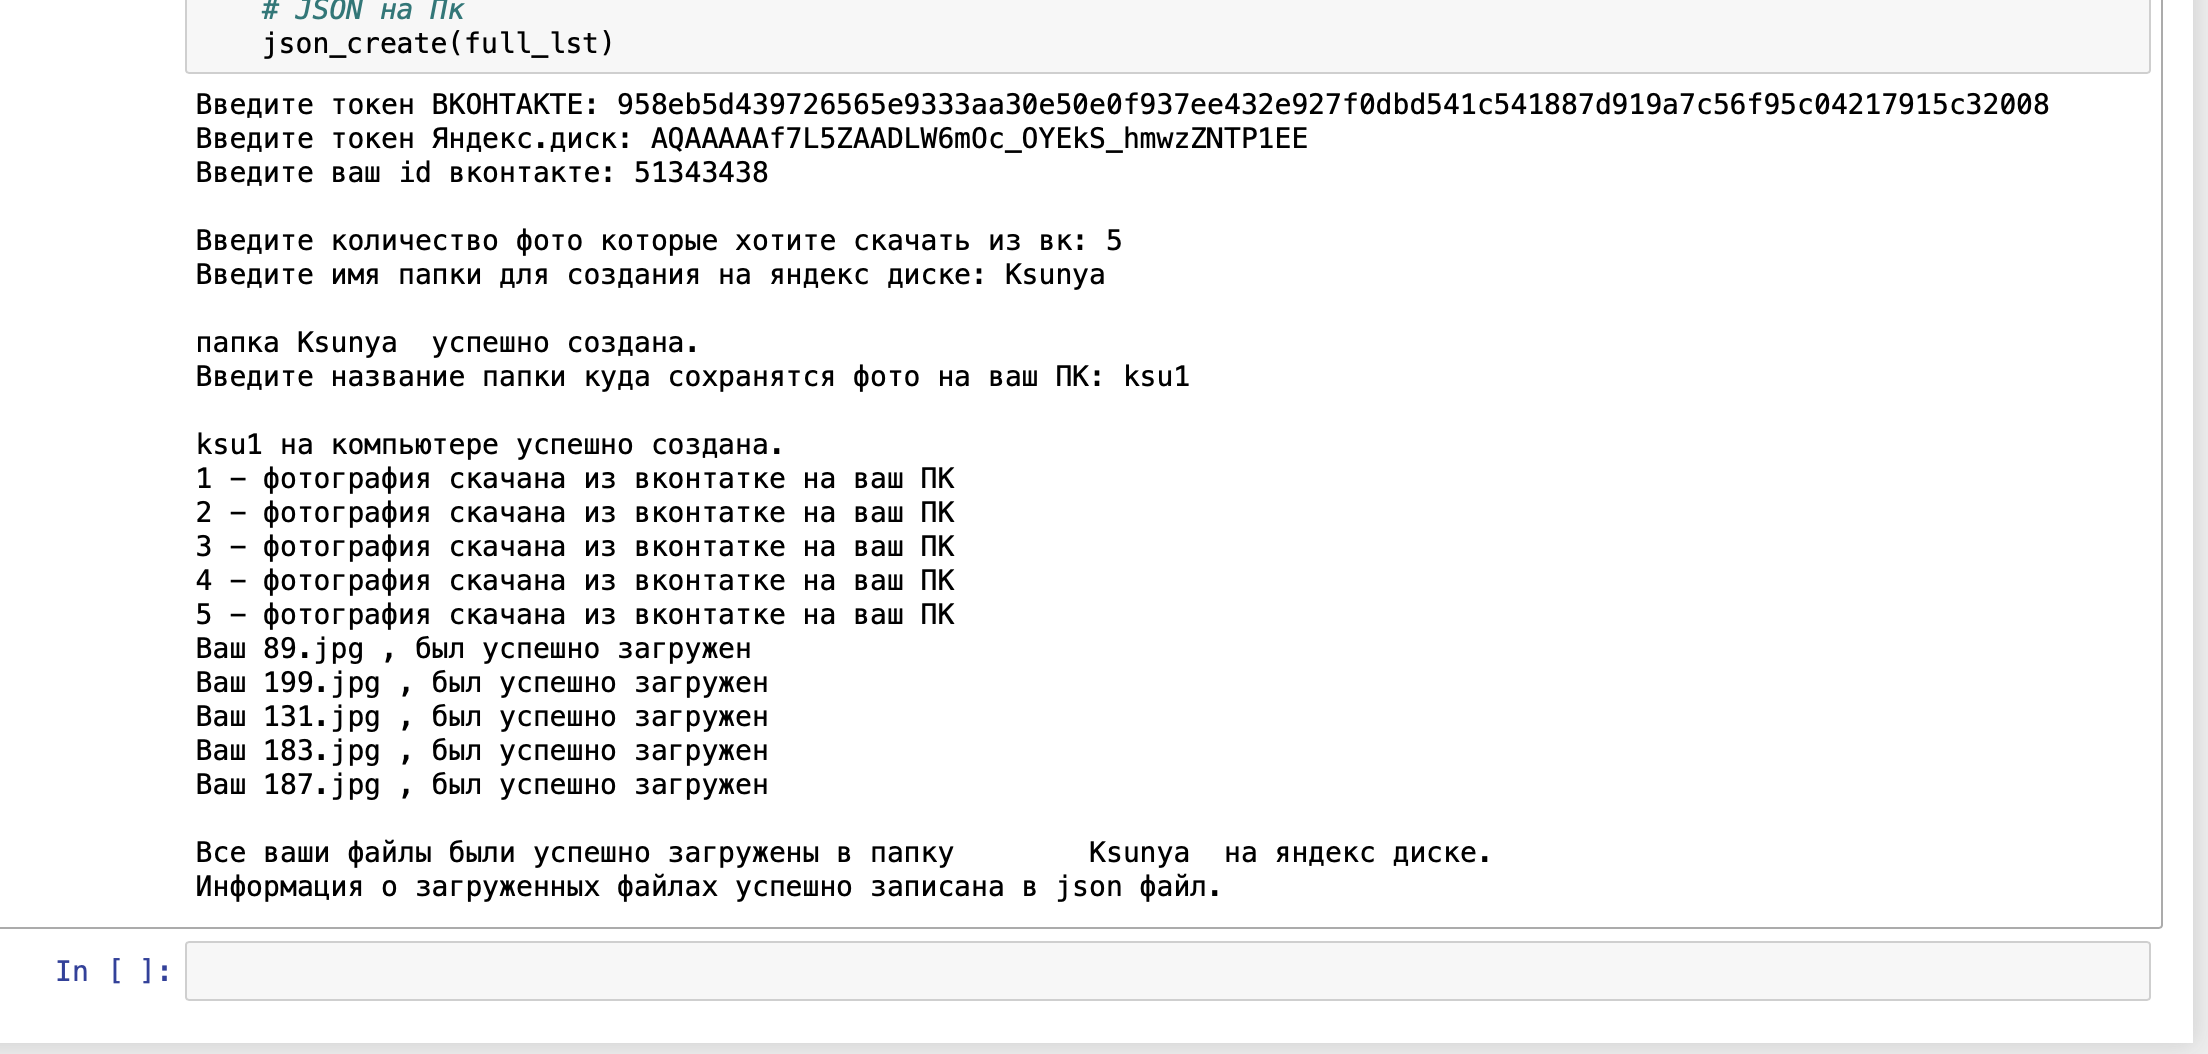 # JSON на Пк
json_create(full_lst)
Введите токен ВКОНТАКТЕ: 958eb5d439726565e9333aa30e50e0f937ee432e927f0dbd541c541887d919a7c56f95c04217915c32008
Введите токен Яндекс.диск: AQAAAAAf7L5ZAADLW6mOc_OYEkS_hmwzZNTP1EE
Введите ваш id вконтакте: 51343438
Введите количество фото которые хотите скачать из вк: 5
Введите имя папки для создания на яндекс диске: Ksunya
папка Ksunya  успешно создана.
Введите название папки куда сохранятся фото на ваш ПК: ksu1
ksu1 на компьютере успешно создана.
1 – фотография скачана из вконтатке на ваш ПК
2 – фотография скачана из вконтатке на ваш ПК
3 – фотография скачана из вконтатке на ваш ПК
4 – фотография скачана из вконтатке на ваш ПК
5 – фотография скачана из вконтатке на ваш ПК
Ваш 89.jpg , был успешно загружен
Ваш 199.jpg , был успешно загружен
Ваш 131.jpg , был успешно загружен
Ваш 183.jpg , был успешно загружен
Ваш 187.jpg , был успешно загружен
Все ваши файлы были успешно загружены в папку        Ksunya  на яндекс диске.
Информация о загруженных файлах успешно записана в json файл.
In [ ]: